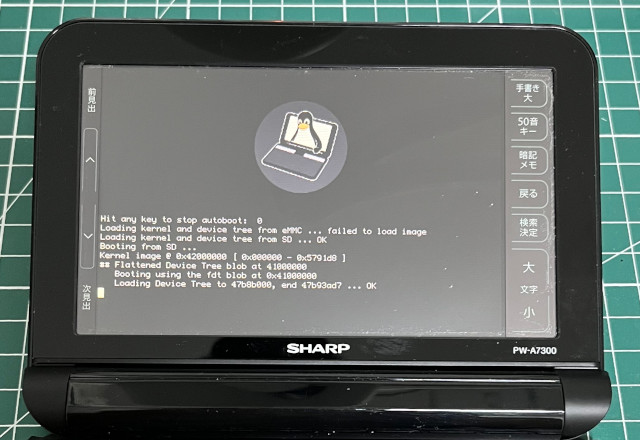 前見出
次見出
Hit any key to stop autoboot:  0
Loading kernel and device tree from eMMC ... failed to load image
Loading kernel and device tree from SD ... OK
Booting from SD ...
Kernel image @ 0x42000000 [ 0x000000 - 0x5791d8 ]
## Flattened Device Tree blob at 41000000
   Booting using the fdt blob at 0x41000000
   Loading Device Tree to 47b8b000, end 47b93ad7 ... OK
手書き
大
50音
キー
暗記
メモ
戻る
検索
決定
大
文字
小
SHARP
PW-A7300